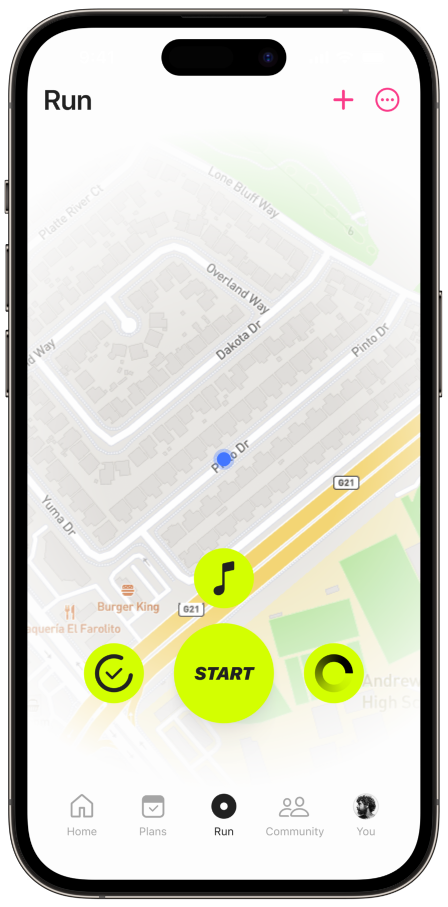 Run
Lone Bluff Way
Platte River Ct
Overland Way
Dakota Dr
Pinto Dr
Way
Pinto Dr
G21
Yuma Dr
Burger King
G21
aquería El Farolito
START
Andrew
High Sc
Home
Plans
Run
Community
You